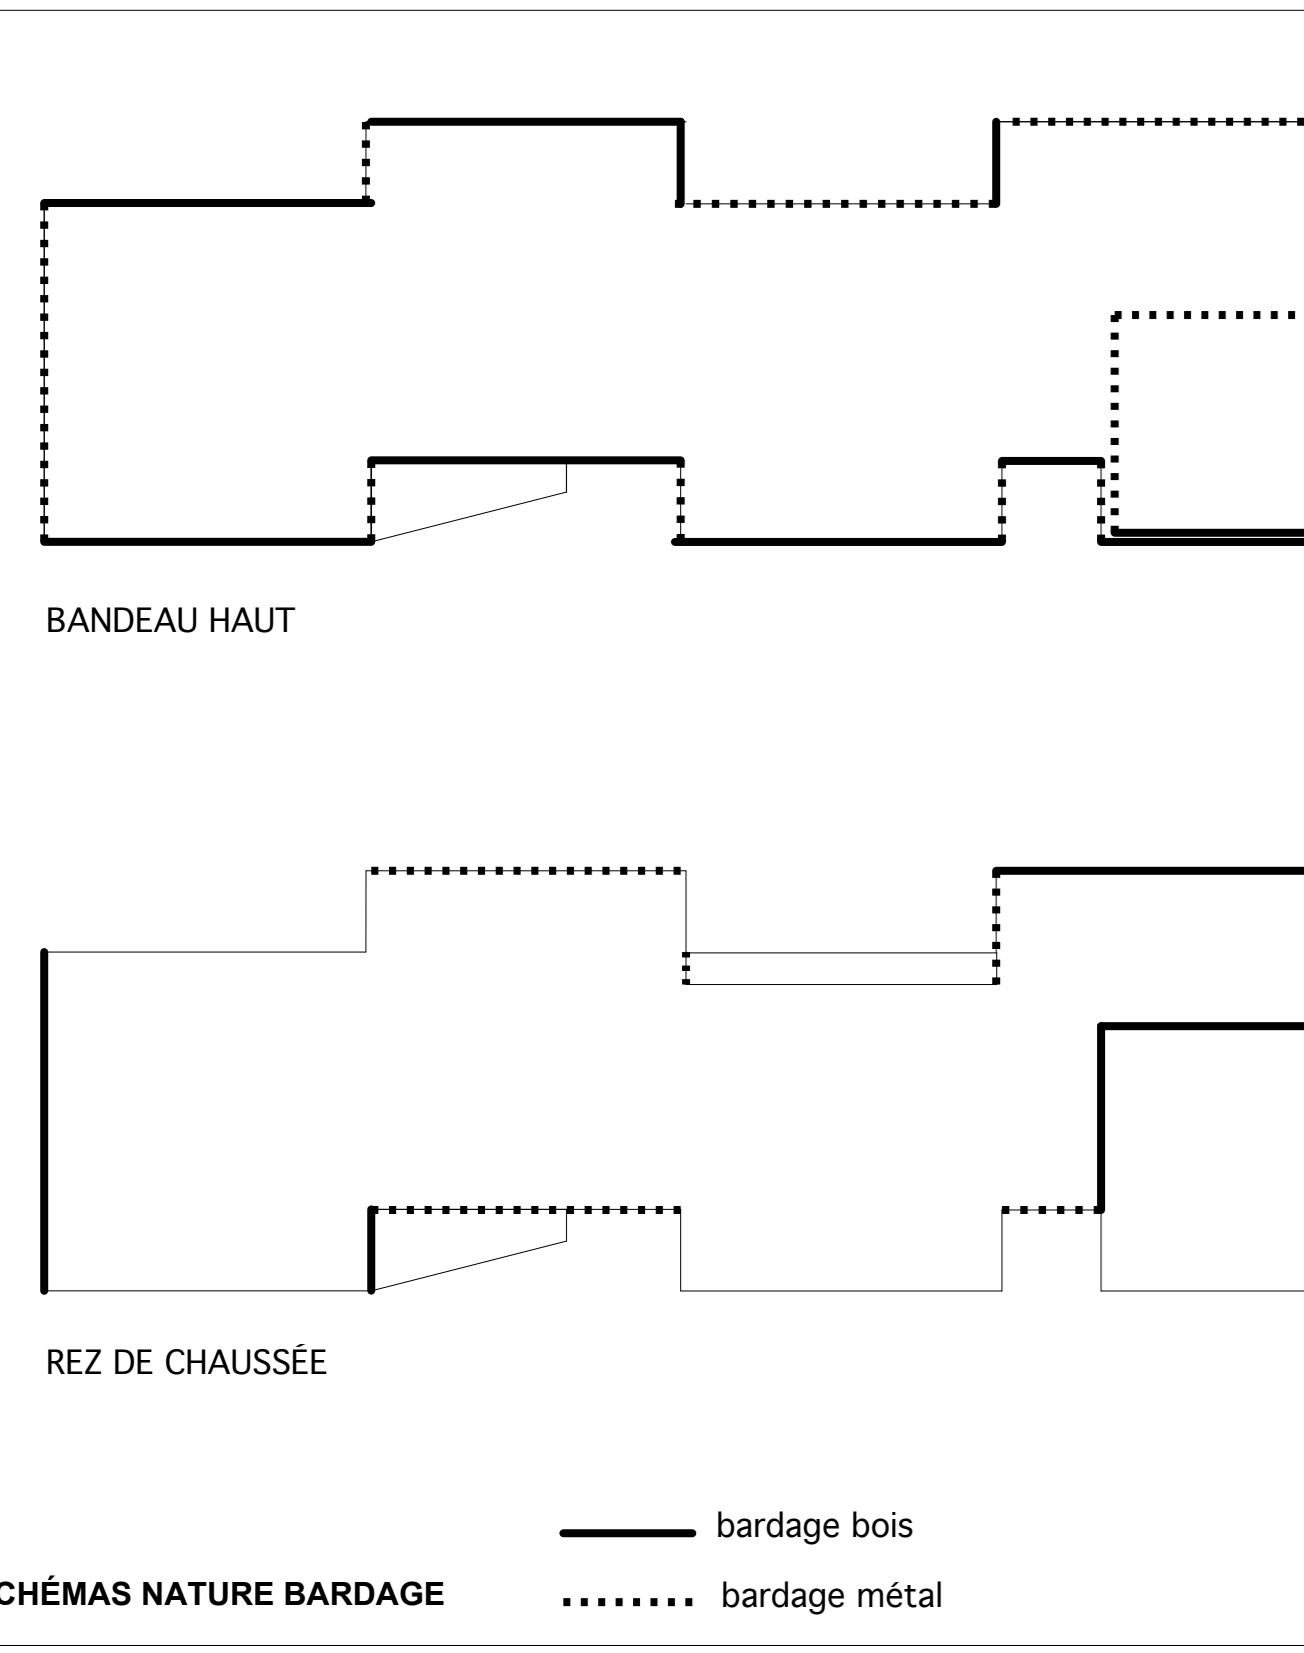 BANDEAU HAUT
REZ DE CHAUSSÉE
bardage bois
CHÉMAS NATURE BARDAGE
bardage métal